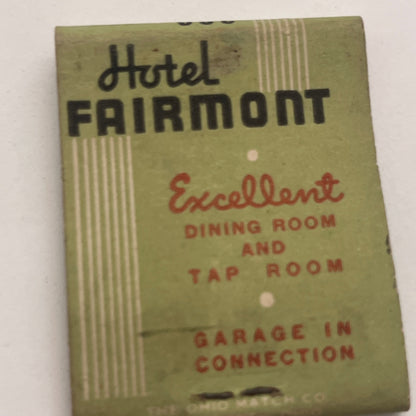 Hotel
FAIRMONT
Excellent
DINING ROOM
AND
TAP ROOM
GARAGE IN
CONNECTION
THE OHIO MATCH CO.